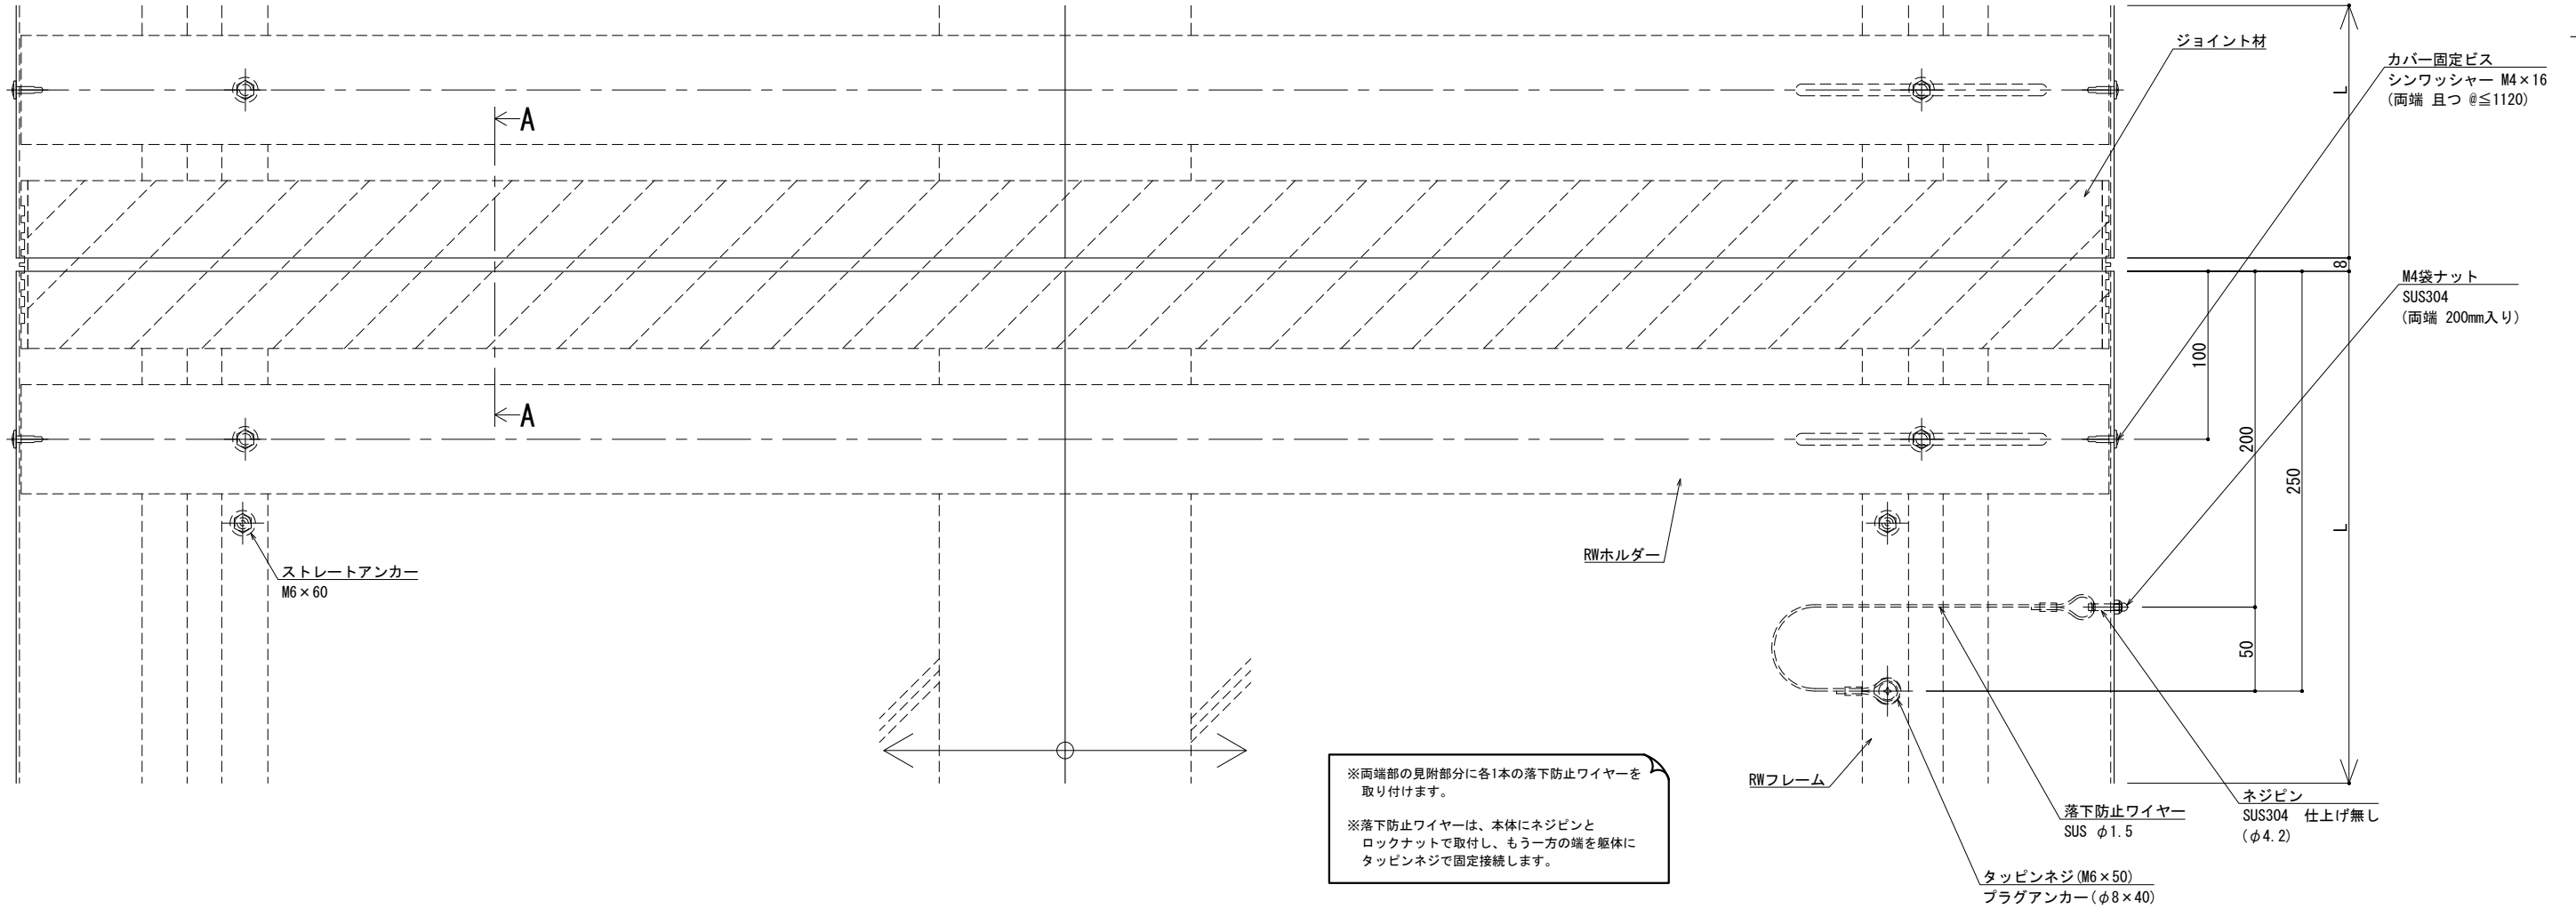 ジョイント材
カバー固定ビス
シンワッシャー M4×16
(両端 且つ @≦1120)
L
A
8
M4袋ナット
SUS304
(両端 200mm入り)
100
A
200
250
L
RWホルダー
ストレートアンカー
M6×60
50
※両端部の見附部分に各1本の落下防止ワイヤーを
取り付けます。
※落下防止ワイヤーは、本体にネジピンと
ロックナットで取付し、もう一方の端を躯体に
タッピンネジで固定接続します。
RWフレーム
落下防止ワイヤー
SUS φ1.5
ネジピン
SUS304 仕上げ無し
(φ4.2)
タッピンネジ(M6×50)
プラグアンカー(φ8×40)